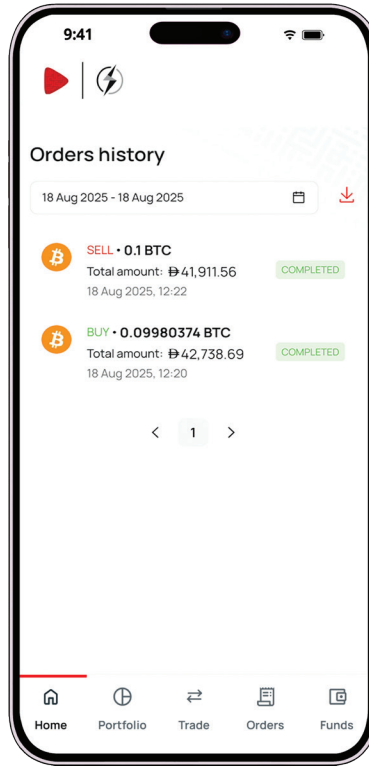 9:41
Orders history
18 Aug 2025 - 18 Aug 2025
SELL • 0.1 BTC
Total amount: 41,911.56
COMPLETED
18 Aug 2025, 12:22
BUY • 0.09980374 BTC
Total amount: 42,738.69
COMPLETED
18 Aug 2025, 12:20
< 1 >
Home Portfolio Trade Orders Funds